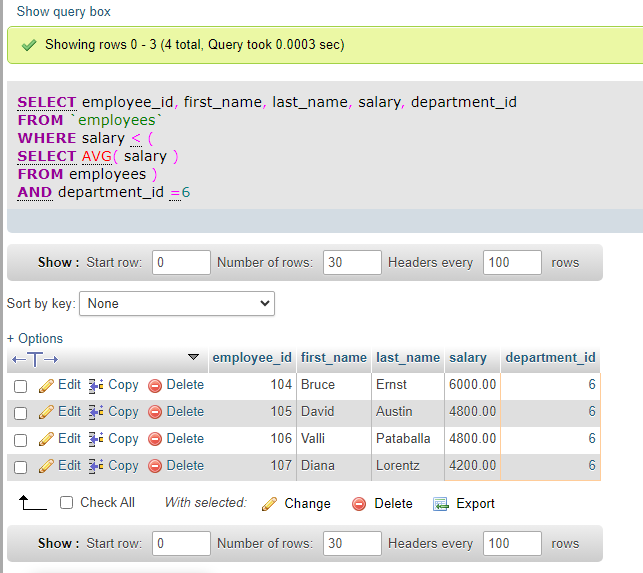 Show query box
Showing rows 0 - 3 (4 total, Query took 0.0003 sec)
SELECT employee_id, first_name, last_name, salary, department_id
FROM `employees`
WHERE salary < (
SELECT AVG( salary )
FROM employees )
AND department_id =6
Show : Start row: 0 Number of rows: 30 Headers every 100 rows
Sort by key: None
+ Options
←T→ employee_id first_name last_name salary department_id
Edit Copy Delete 104 Bruce Ernst 6000.00 6
Edit Copy Delete 105 David Austin 4800.00 6
Edit Copy Delete 106 Valli Pataballa 4800.00 6
Edit Copy Delete 107 Diana Lorentz 4200.00 6
Check All With selected: Change Delete Export
Show : Start row: 0 Number of rows: 30 Headers every 100 rows